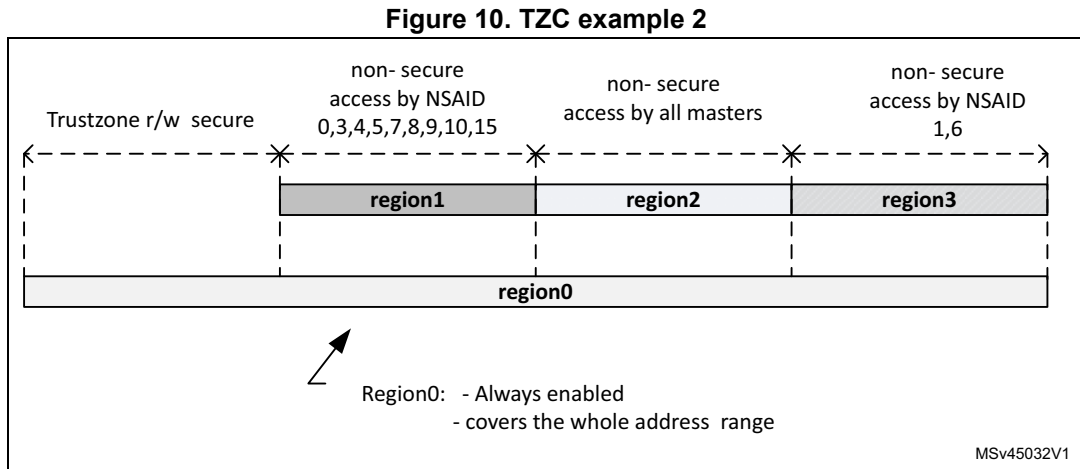 Figure 10. TZC example 2
Trustzone r/w  secure
non- secure
access by NSAID
0,3,4,5,7,8,9,10,15
non- secure
access by all masters
non- secure
access by NSAID
1,6
region1
region2
region3
region0
Region0:   - Always enabled
- covers the whole address  range
MSv45032V1